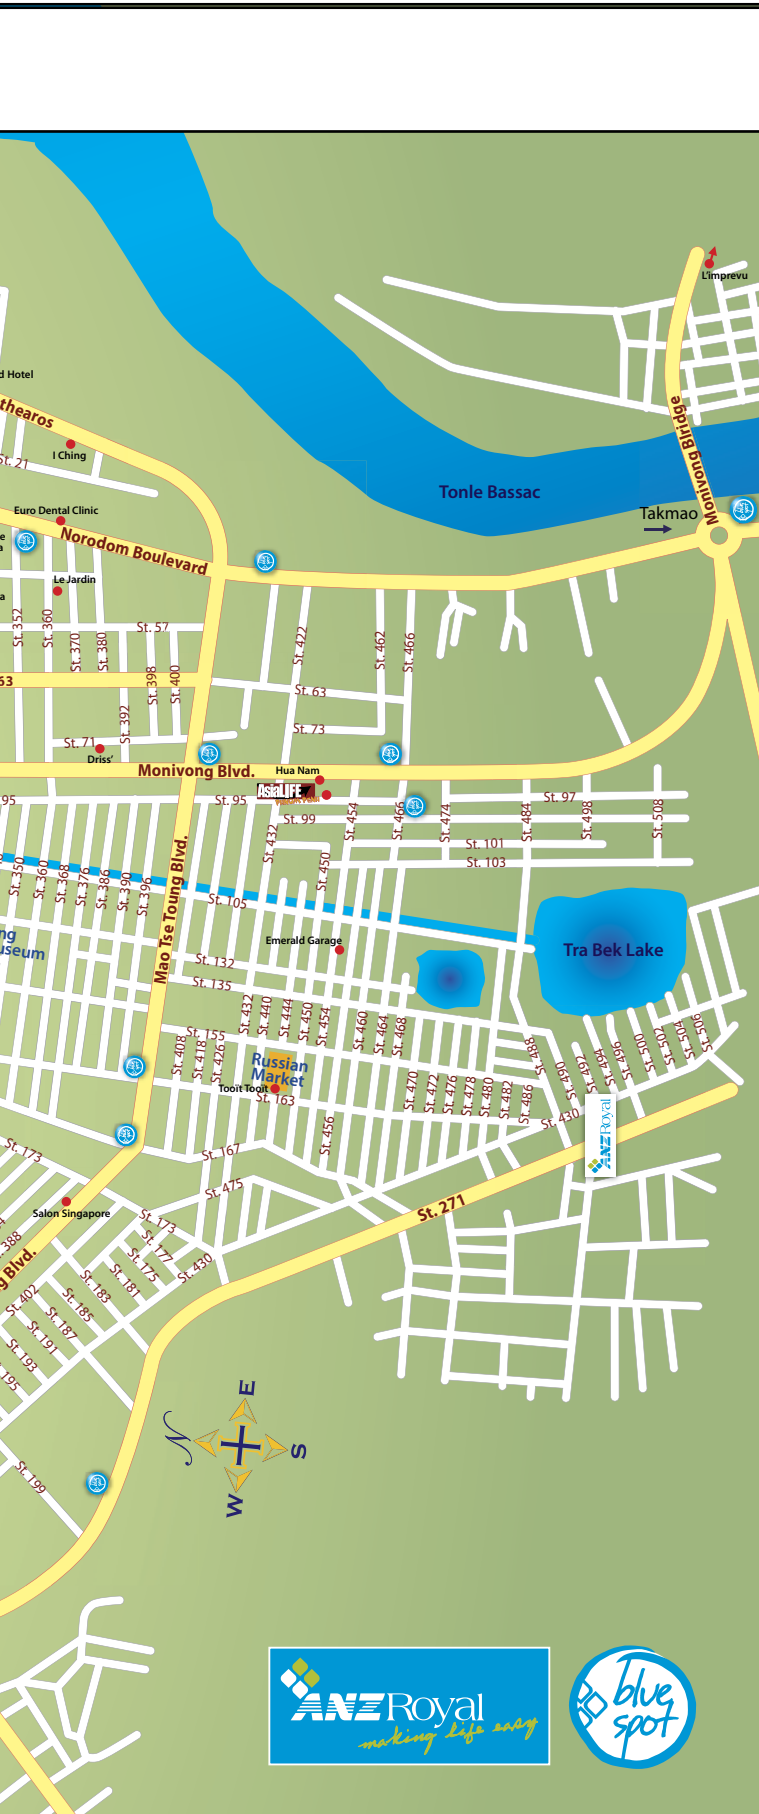 L'imprevu
d Hotel
thearos
I Ching
St. 21
Monivong Blridge
Tonle Bassac
Takmao
Euro Dental Clinic
Norodom Boulevard
e
a
Le Jardin
a
St. 352
St. 360
St. 370
St. 380
St. 57
St. 392
St. 398
St. 400
St. 422
St. 462
St. 466
63
St. 63
St. 71
St. 73
Driss'
Monivong Blvd.
Hua Nam
AsiaLIFE
95
St. 95
St. 97
St. 99
St. 101
St. 103
St. 432
St. 450
St. 454
St. 466
St. 474
St. 484
St. 498
St. 508
St. 350
St. 360
St. 368
St. 376
St. 386
St. 390
St. 396
Mao Tse Toung Blvd.
St. 105
Emerald Garage
Tra Bek Lake
ng
useum
St. 132
St. 135
St. 155
St. 408
St. 418
St. 426
St. 432
St. 440
St. 444
St. 450
St. 454
St. 460
St. 464
St. 468
Russian
Market
Tooit Tooit
St. 163
St. 456
St. 470
St. 472
St. 476
St. 478
St. 480
St. 482
St. 486
St. 488
St. 490
St. 492
St. 494
St. 496
St. 500
St. 502
St. 504
St. 506
St. 430
ANZ Royal
St. 167
St. 173
St. 475
St. 271
Salon Singapore
St. 173
St. 177
St. 175
St. 430
388
g Blvd.
St. 402
St. 181
St. 183
St. 185
St. 187
St. 191
St. 193
195
St. 199
N
E
S
W
ANZ Royal
making life easy
blue
spot